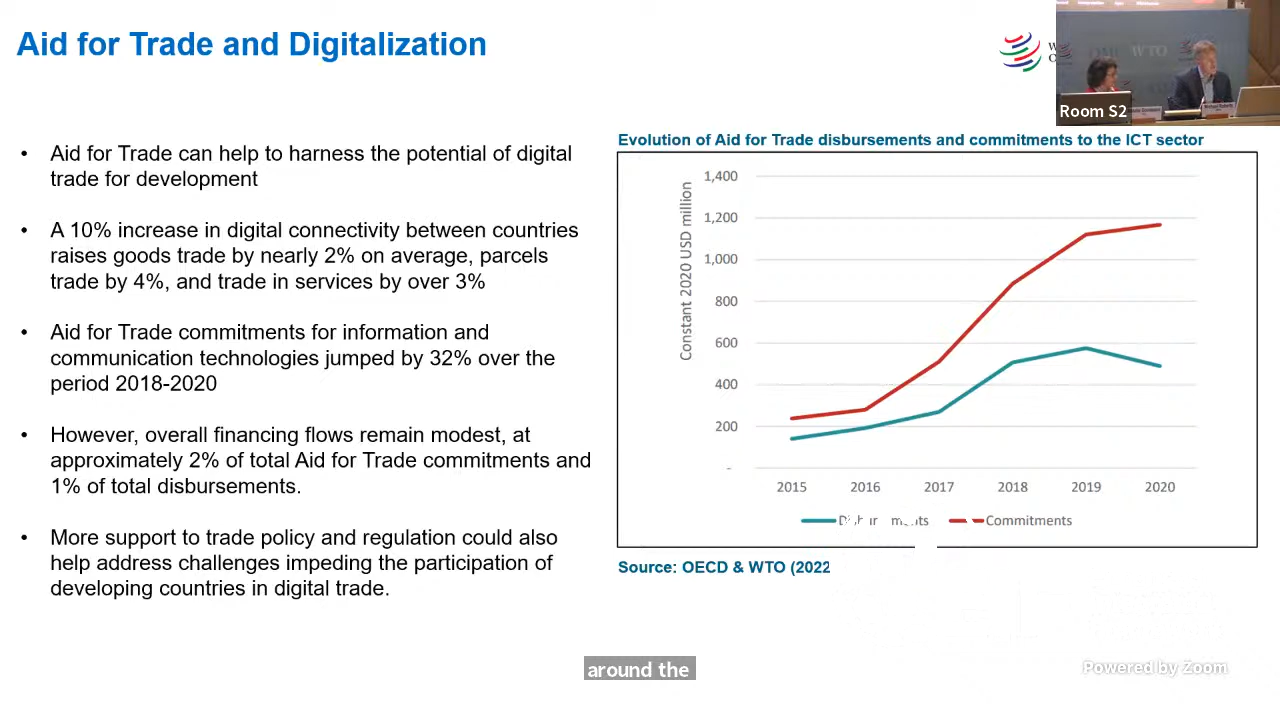 Aid for Trade and Digitalization
W
O
WTO
Room S2
• Aid for Trade can help to harness the potential of digital
trade for development
• A 10% increase in digital connectivity between countries
raises goods trade by nearly 2% on average, parcels
trade by 4%, and trade in services by over 3%
• Aid for Trade commitments for information and
communication technologies jumped by 32% over the
period 2018-2020
• However, overall financing flows remain modest, at
approximately 2% of total Aid for Trade commitments and
1% of total disbursements.
• More support to trade policy and regulation could also
help address challenges impeding the participation of
developing countries in digital trade.
Evolution of Aid for Trade disbursements and commitments to the ICT sector
Constant 2020 USD million
1,400
1,200
1,000
800
600
400
200
-
2015 2016 2017 2018 2019 2020
Commitments
Source: OECD & WTO (2022
around the
Powered by Zoom